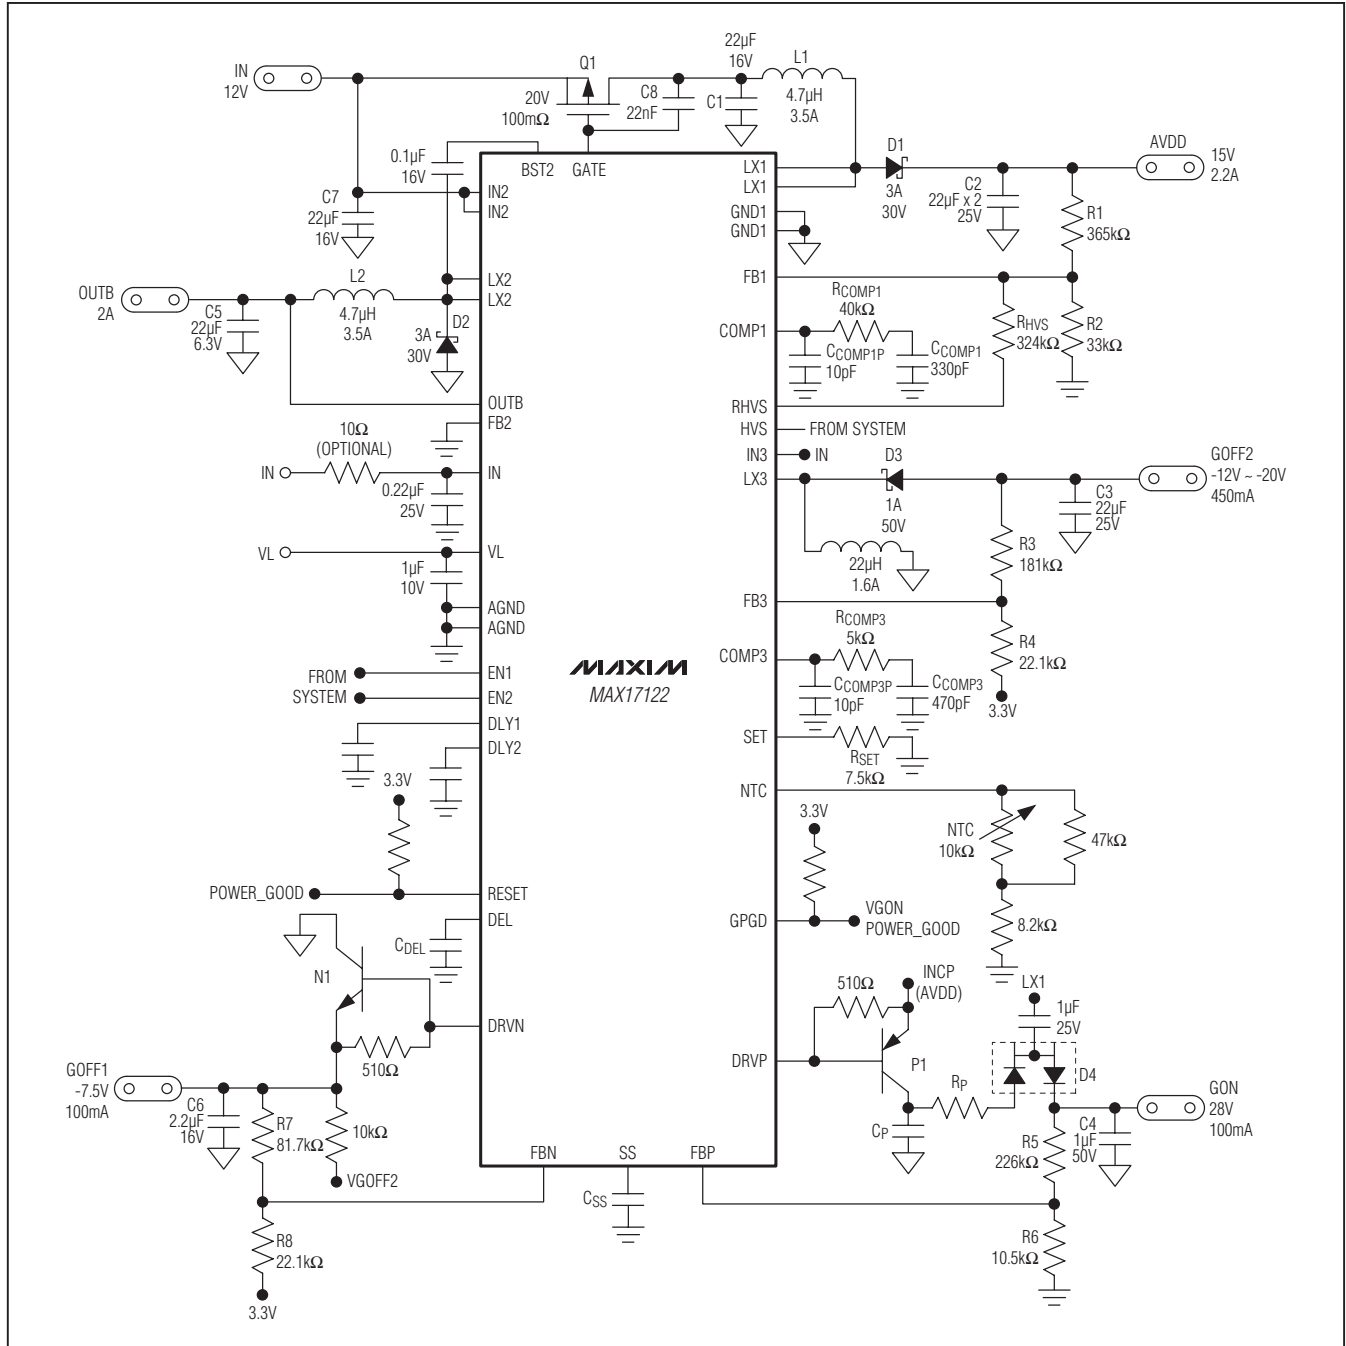 IN
12V
Q1
20V
100mΩ
C8
22nF
22µF
16V
C1
L1
4.7µH
3.5A
0.1µF
16V
C7
22µF
16V
BST2
GATE
IN2
IN2
LX2
LX2
OUTB
2A
C5
22µF
6.3V
L2
4.7µH
3.5A
D2
3A
30V
OUTB
FB2
10Ω
(OPTIONAL)
IN
IN
0.22µF
25V
VL
VL
1µF
10V
AGND
AGND
FROM
SYSTEM
EN1
EN2
DLY1
DLY2
3.3V
POWER_GOOD
RESET
DEL
CDEL
N1
DRVN
510Ω
GOFF1
-7.5V
100mA
C6
2.2µF
16V
R7
81.7kΩ
10kΩ
VGOFF2
R8
22.1kΩ
3.3V
FBN
SS
FBP
CSS
MAXIM
MAX17122
LX1
LX1
GND1
GND1
D1
3A
30V
C2
22µF x 2
25V
AVDD
15V
2.2A
R1
365kΩ
FB1
COMP1
RCOMP1
40kΩ
CCOMP1P
10pF
CCOMP1
330pF
RHVS
324kΩ
R2
33kΩ
RHVS
HVS
FROM SYSTEM
IN3
IN
LX3
D3
1A
50V
22µH
1.6A
GOFF2
-12V ~ -20V
450mA
C3
22µF
25V
R3
181kΩ
FB3
R4
22.1kΩ
3.3V
COMP3
RCOMP3
5kΩ
CCOMP3P
10pF
CCOMP3
470pF
SET
RSET
7.5kΩ
NTC
NTC
10kΩ
47kΩ
8.2kΩ
3.3V
GPGD
VGON
POWER_GOOD
510Ω
INCP
(AVDD)
DRVP
P1
RP
CP
LX1
1µF
25V
D4
GON
28V
100mA
C4
1µF
50V
R5
226kΩ
R6
10.5kΩ